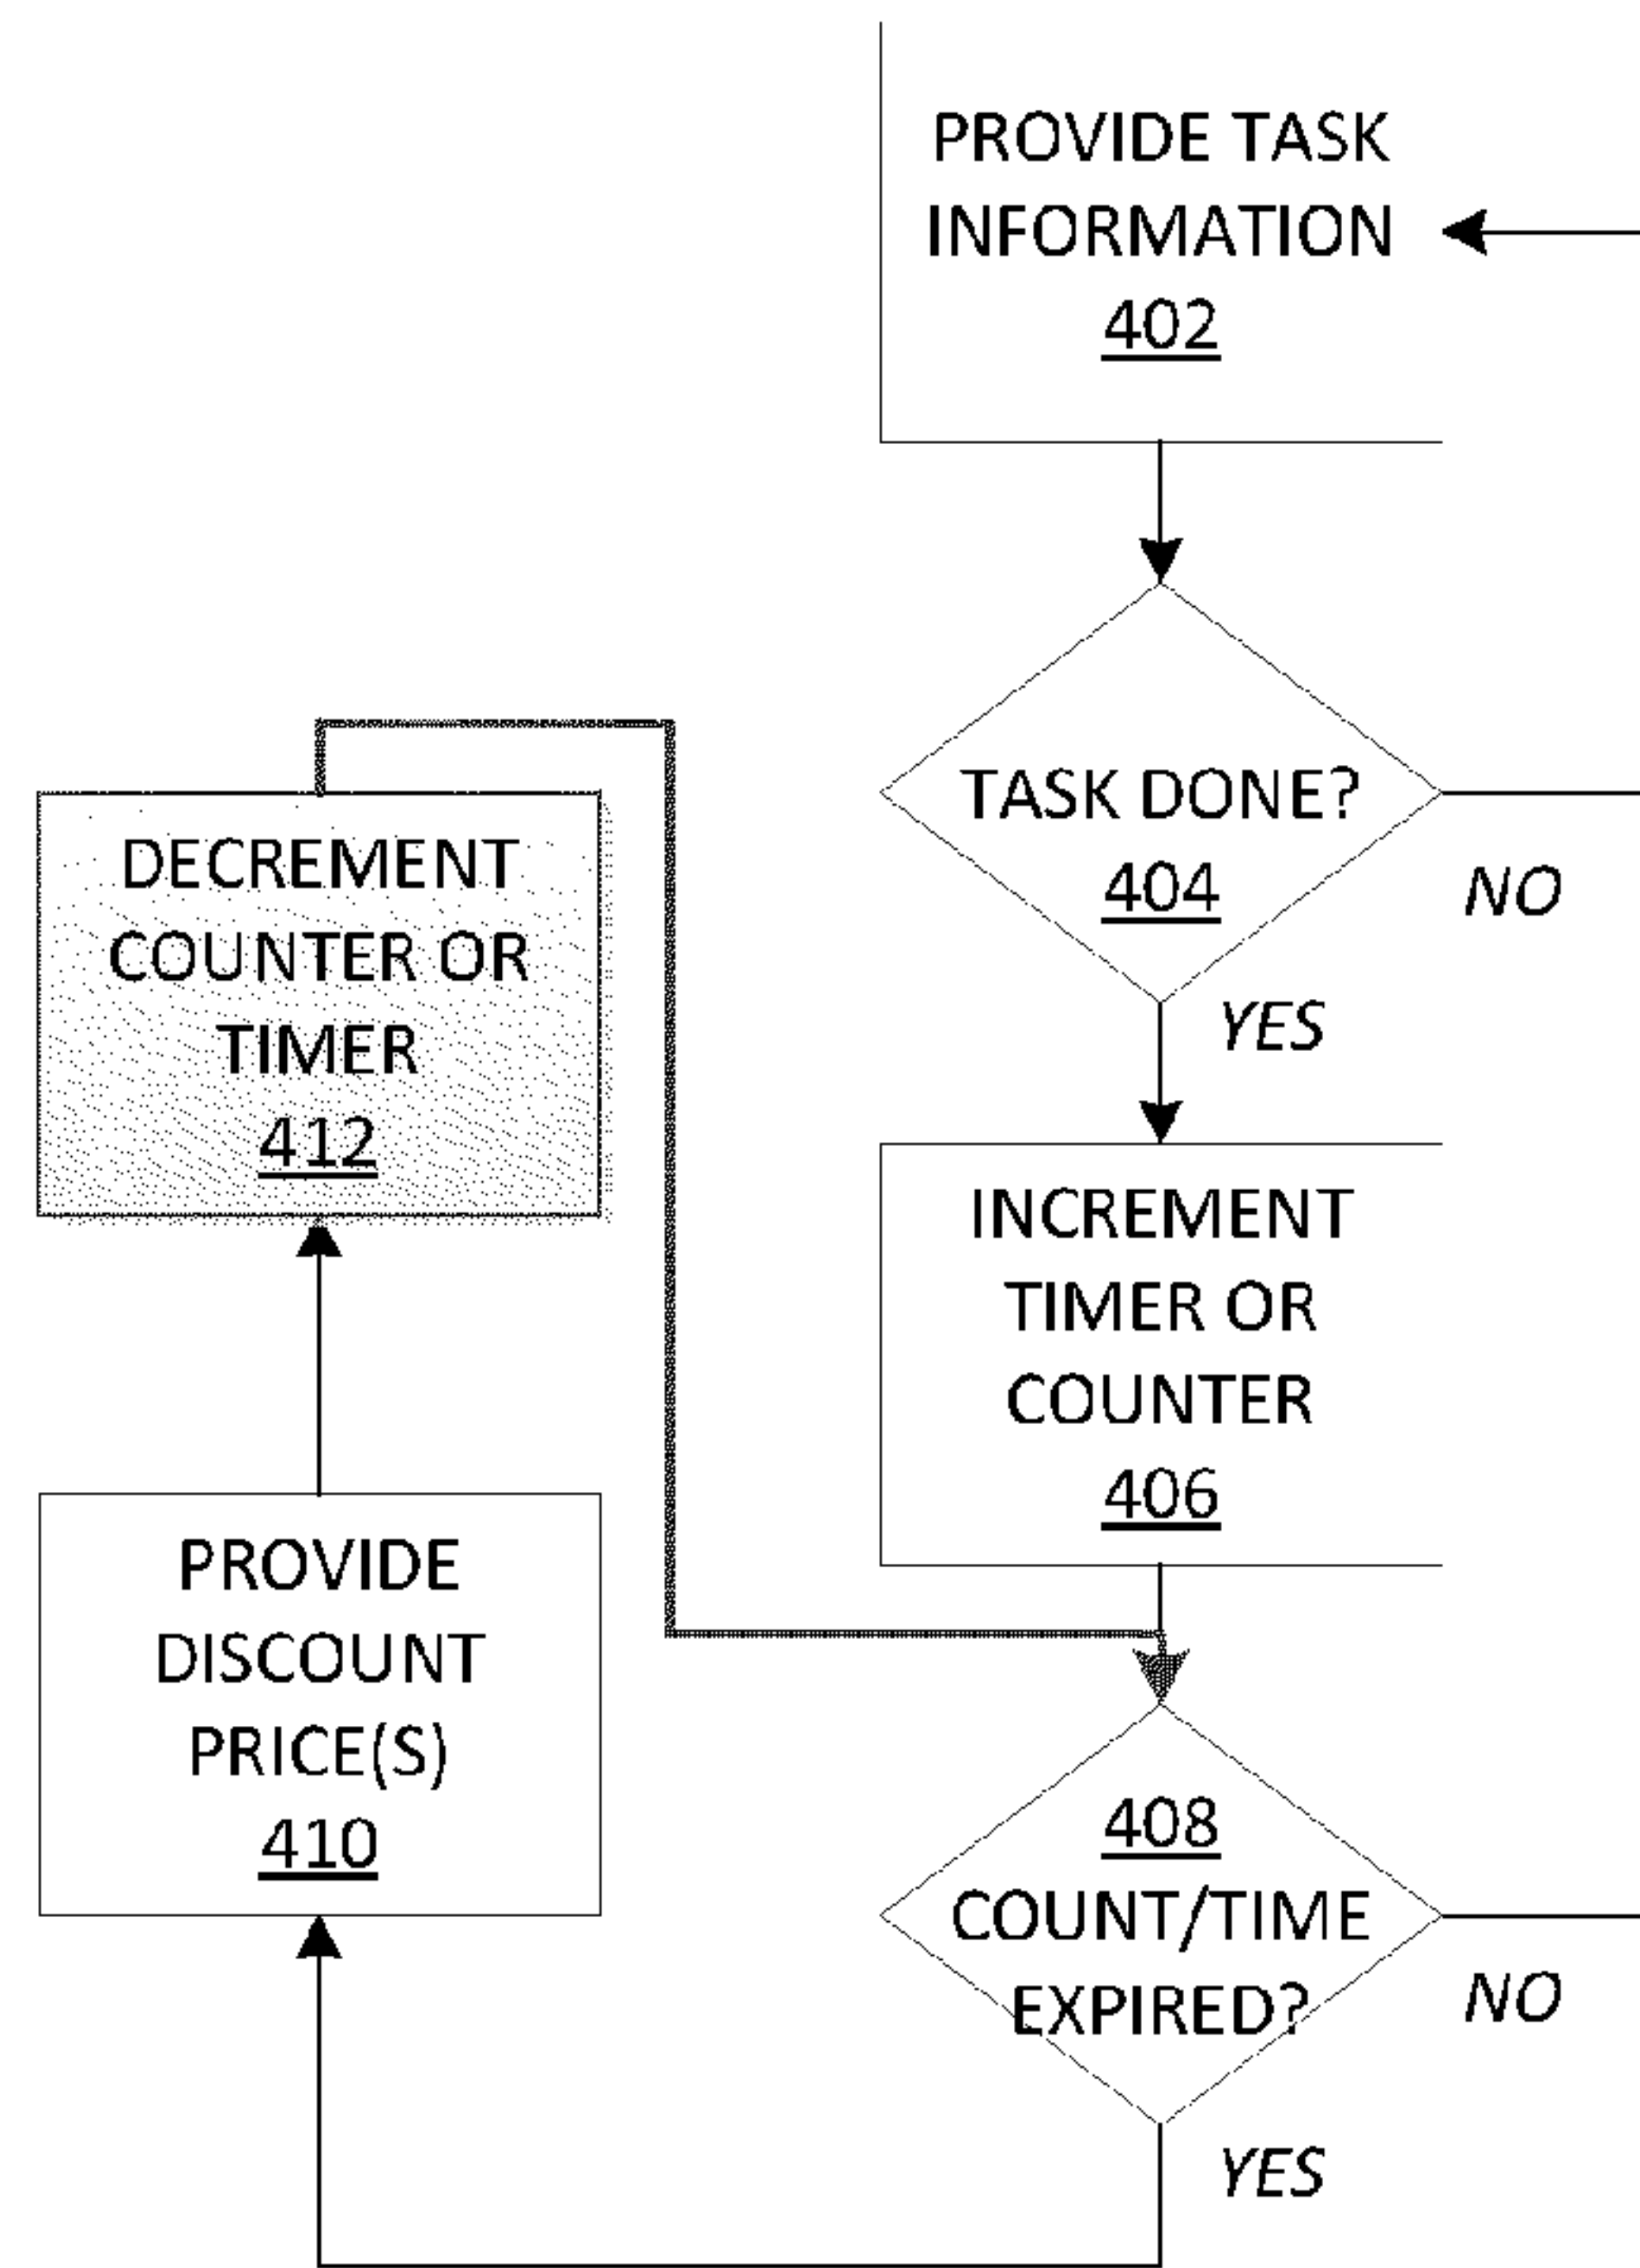 PROVIDE TASK
INFORMATION
402
TASK DONE?
404
NO
YES
DECREMENT
COUNTER OR
TIMER
412
INCREMENT
TIMER OR
COUNTER
406
PROVIDE
DISCOUNT
PRICE(S)
410
408
COUNT/TIME
EXPIRED?
NO
YES